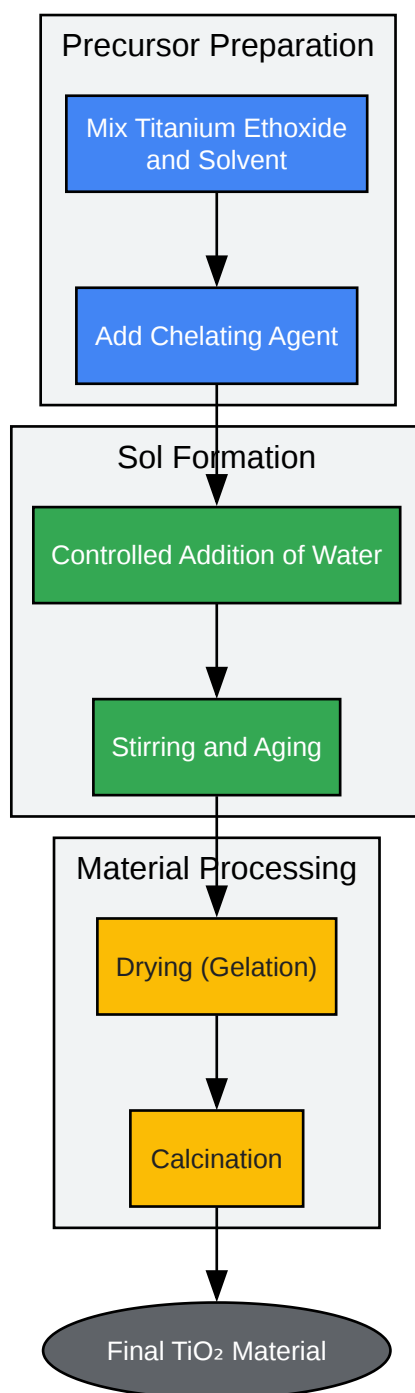 Precursor Preparation
Mix Titanium Ethoxide
and Solvent
Add Chelating Agent
Sol Formation
Controlled Addition of Water
Stirring and Aging
Material Processing
Drying (Gelation)
Calcination
Final TiO₂ Material